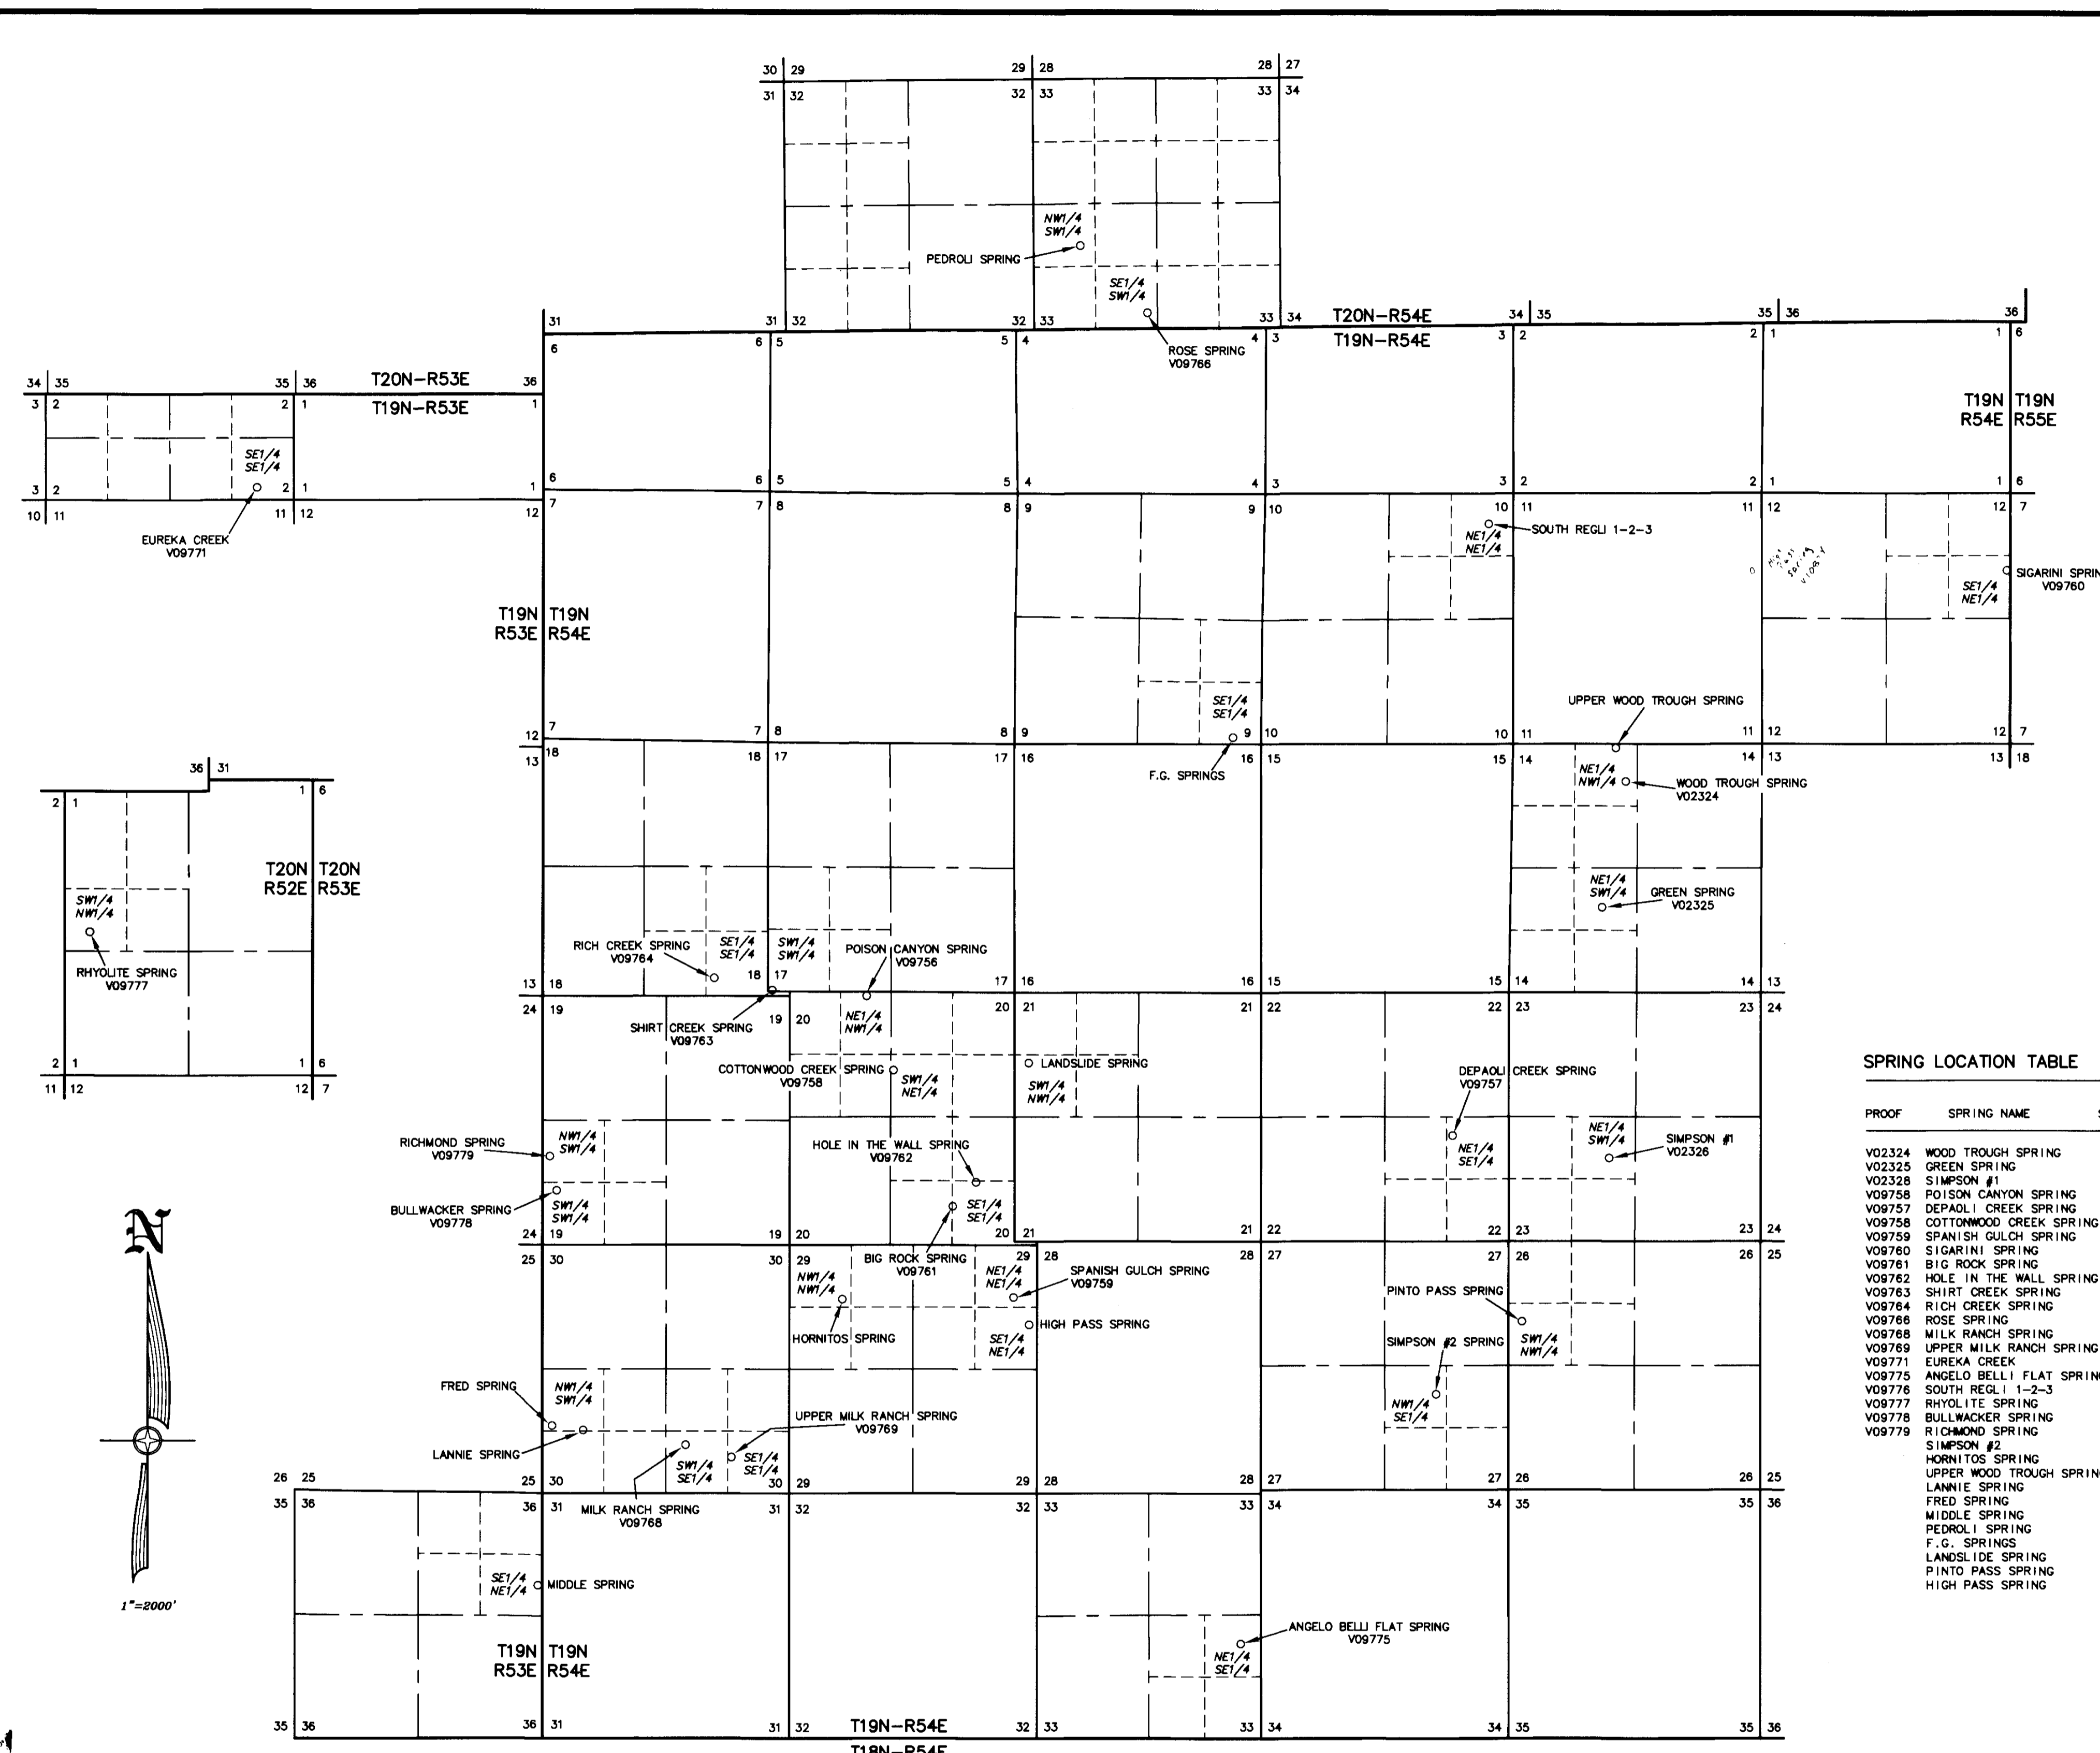 30 29
29 28
28 27
31 32
32 33
33 34
NW1/4
SW1/4
PEDROLI SPRING
SE1/4
SW1/4
31
31 32
32 33
33 34
T20N-R54E
34 35
35 36
36
6
6 5
5 4
4 3
T19N-R54E
3 2
2 1
1 6
ROSE SPRING
V09766
34 35
35 36
T20N-R53E
36
3 2
2 1
T19N-R53E
1
T19N T19N
R54E R55E
SE1/4
SE1/4
3 2
2 1
1
10 11
11 12
12
EUREKA CREEK
V09771
6
6 5
5 4
4 3
3 2
2 1
1 6
7
7 8
8 9
9 10
10 11
11 12
12 7
NE1/4
NE1/4
SOUTH REGLI 1-2-3
High
Pass
Spring
SE1/4
NE1/4
SIGARINI SPRIN
V09760
T19N T19N
R53E R54E
SE1/4
SE1/4
UPPER WOOD TROUGH SPRING
12 7
7 8
8 9
9 10
10 11
11 12
12 7
13 18
18 17
17 16
16 15
15 14
14 13
13 18
F.G. SPRINGS
NE1/4
NW1/4
WOOD TROUGH SPRING
V02324
36 31
1 6
2 1
T20N T20N
R52E R53E
SW1/4
NW1/4
RHYOLITE SPRING
V09777
2 1
1 6
11 12
12 7
NE1/4
SW1/4
GREEN SPRING
V02325
RICH CREEK SPRING
V09764
SE1/4
SE1/4
SW1/4
SW1/4
POISON CANYON SPRING
V09756
13 18
18 17
17 16
16 15
15 14
14 13
24 19
19 20
20 21
21 22
22 23
23 24
SHIRT CREEK SPRING
V09763
NE1/4
NW1/4
COTTONWOOD CREEK SPRING
V09758
SW1/4
NE1/4
LANDSLIDE SPRING
SW1/4
NW1/4
DEPAOLI CREEK SPRING
V09757
RICHMOND SPRING
V09779
NW1/4
SW1/4
HOLE IN THE WALL SPRING
V09762
NE1/4
SE1/4
NE1/4
SW1/4
SIMPSON #1
V02326
BULLWACKER SPRING
V09778
SW1/4
SW1/4
SE1/4
SE1/4
24 19
19 20
20 21
21 22
22 23
23 24
25 30
30 29
29 28
28 27
27 26
26 25
BIG ROCK SPRING
V09761
NW1/4
NW1/4
NE1/4
NE1/4
SPANISH GULCH SPRING
V09759
PINTO PASS SPRING
HORNITOS SPRING
HIGH PASS SPRING
SE1/4
NE1/4
SIMPSON #2 SPRING
SW1/4
NW1/4
FRED SPRING
NW1/4
SW1/4
UPPER MILK RANCH SPRING
V09769
NW1/4
SE1/4
LANNIE SPRING
SW1/4
SE1/4
SE1/4
SE1/4
26 25
25 30
30 29
29 28
28 27
27 26
26 25
35 36
36 31
31 32
32 33
33 34
34 35
35 36
MILK RANCH SPRING
V09768
SE1/4
NE1/4
MIDDLE SPRING
T19N T19N
R53E R54E
ANGELO BELLI FLAT SPRING
V09775
NE1/4
SE1/4
35 36
36 31
31 32
T19N-R54E
32 33
33 34
34 35
35 36
T18N-R54E
N
1"=2000'
SPRING LOCATION TABLE
PROOF SPRING NAME
V02324 WOOD TROUGH SPRING
V02325 GREEN SPRING
V02328 SIMPSON #1
V09758 POISON CANYON SPRING
V09757 DEPAOLI CREEK SPRING
V09758 COTTONWOOD CREEK SPRING
V09759 SPANISH GULCH SPRING
V09760 SIGARINI SPRING
V09761 BIG ROCK SPRING
V09762 HOLE IN THE WALL SPRING
V09763 SHIRT CREEK SPRING
V09764 RICH CREEK SPRING
V09766 ROSE SPRING
V09768 MILK RANCH SPRING
V09769 UPPER MILK RANCH SPRING
V09771 EUREKA CREEK
V09775 ANGELO BELLI FLAT SPRIN
V09776 SOUTH REGLI 1-2-3
V09777 RHYOLITE SPRING
V09778 BULLWACKER SPRING
V09779 RICHMOND SPRING
SIMPSON #2
HORNITOS SPRING
UPPER WOOD TROUGH SPRIN
LANNIE SPRING
FRED SPRING
MIDDLE SPRING
PEDROLI SPRING
F.G. SPRINGS
LANDSLIDE SPRING
PINTO PASS SPRING
HIGH PASS SPRING